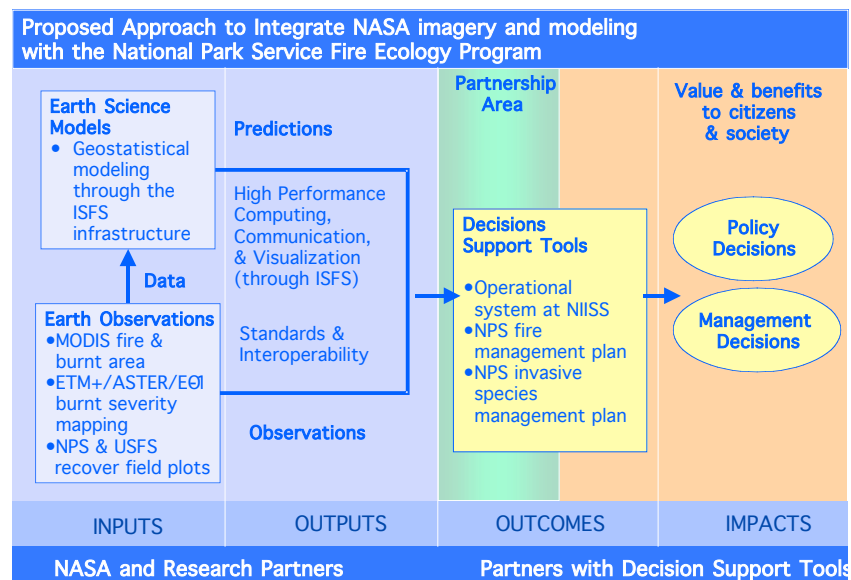 Proposed Approach to Integrate NASA imagery and modeling
with the National Park Service Fire Ecology Program
Earth Science
Models
• Geostatistical
modeling
through the
ISFS
infrastructure
Data
Earth Observations
•MODIS fire &
burnt area
•ETM+/ASTER/EO1
burnt severity
mapping
•NPS & USFS
recover field plots
Predictions
High Performance
Computing,
Communication,
& Visualization
(through ISFS)
Standards &
Interoperability
Observations
Partnership
Area
Decisions
Support Tools
•Operational
system at NIISS
•NPS fire
management plan
•NPS invasive
species
management plan
Value & benefits
to citizens
& society
Policy
Decisions
Management
Decisions
INPUTS
OUTPUTS
OUTCOMES
IMPACTS
NASA and Research Partners
Partners with Decision Support Tools